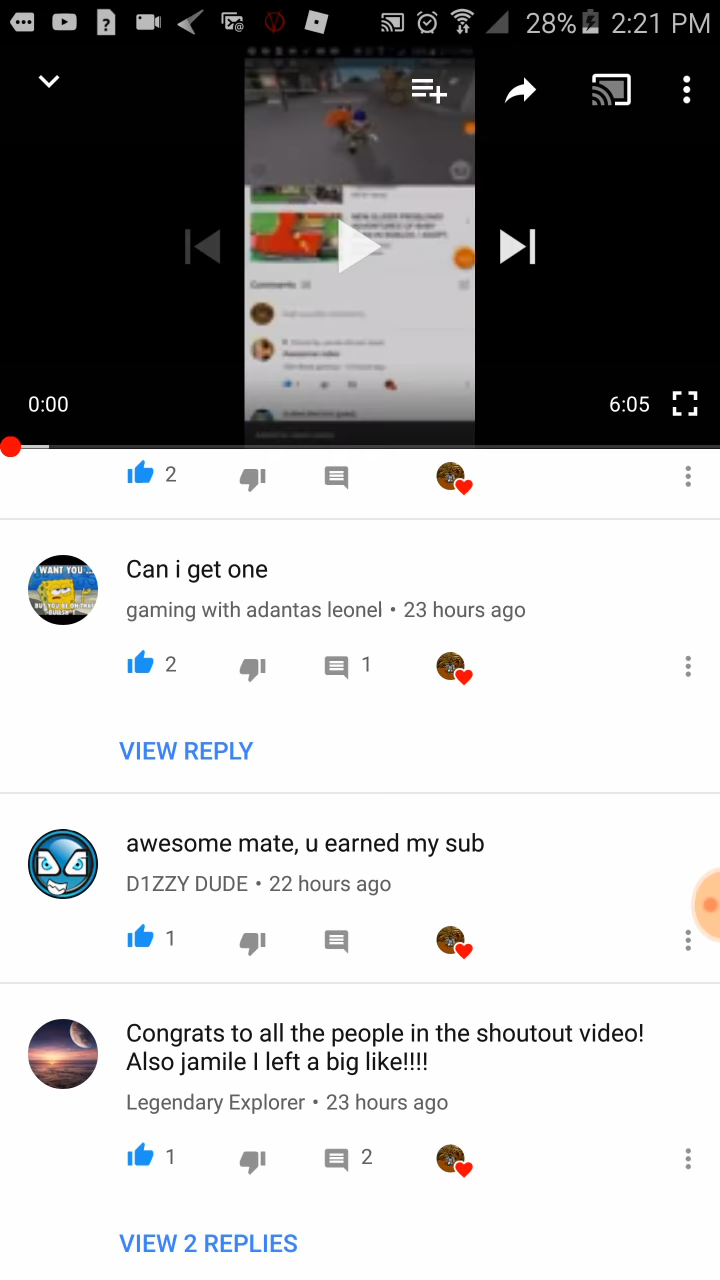 28% 2:21 PM
Comments
0:00
6:05
2
I WANT YOU
Can i get one
gaming with adantas leonel • 23 hours ago
2
1
VIEW REPLY
awesome mate, u earned my sub
D1ZZY DUDE • 22 hours ago
1
Congrats to all the people in the shoutout video!
Also jamile I left a big like!!!!
Legendary Explorer • 23 hours ago
1
2
VIEW 2 REPLIES